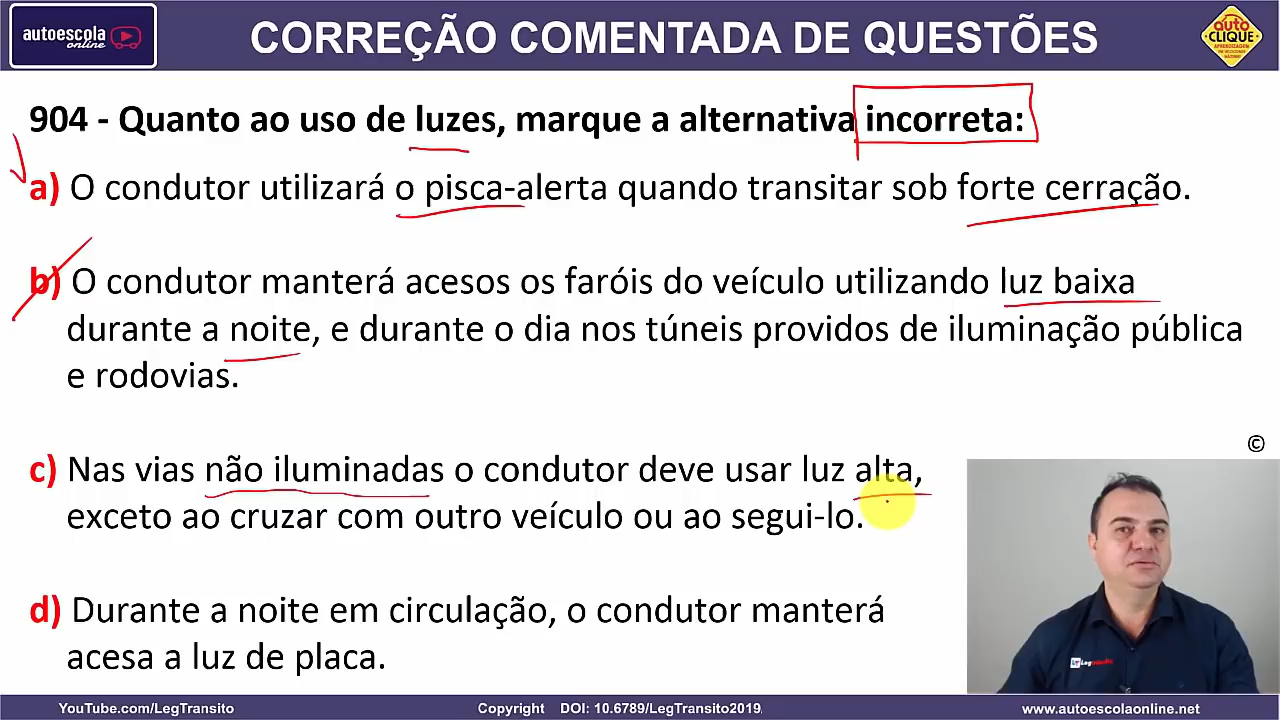 autoescola
online
CORREÇÃO COMENTADA DE QUESTÕES
auto
CLIQUE
904 - Quanto ao uso de luzes, marque a alternativa incorreta:
a) O condutor utilizará o pisca-alerta quando transitar sob forte cerração.
b) O condutor manterá acesos os faróis do veículo utilizando luz baixa
durante a noite, e durante o dia nos túneis providos de iluminação pública
e rodovias.
©
c) Nas vias não iluminadas o condutor deve usar luz alta,
exceto ao cruzar com outro veículo ou ao segui-lo.
d) Durante a noite em circulação, o condutor manterá
acesa a luz de placa.
YouTube.com/LegTransito
Copyright DOI: 10.6789/LegTransito2019
www.autoescolaonline.net